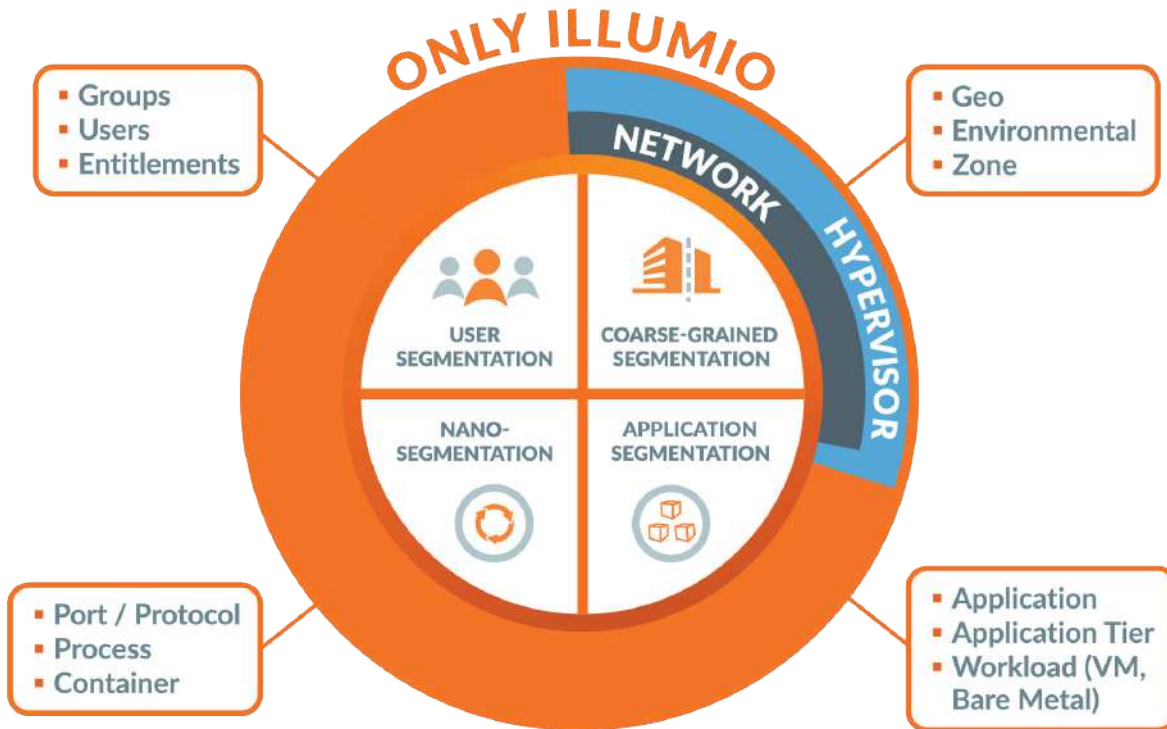 ONLY ILLUMIO
▪ Groups
▪ Users
▪ Entitlements
▪ Geo
▪ Environmental
▪ Zone
NETWORK
HYPERVISOR
USER
SEGMENTATION
COARSE-GRAINED
SEGMENTATION
NANO-
SEGMENTATION
APPLICATION
SEGMENTATION
▪ Port / Protocol
▪ Process
▪ Container
▪ Application
▪ Application Tier
▪ Workload (VM,
Bare Metal)